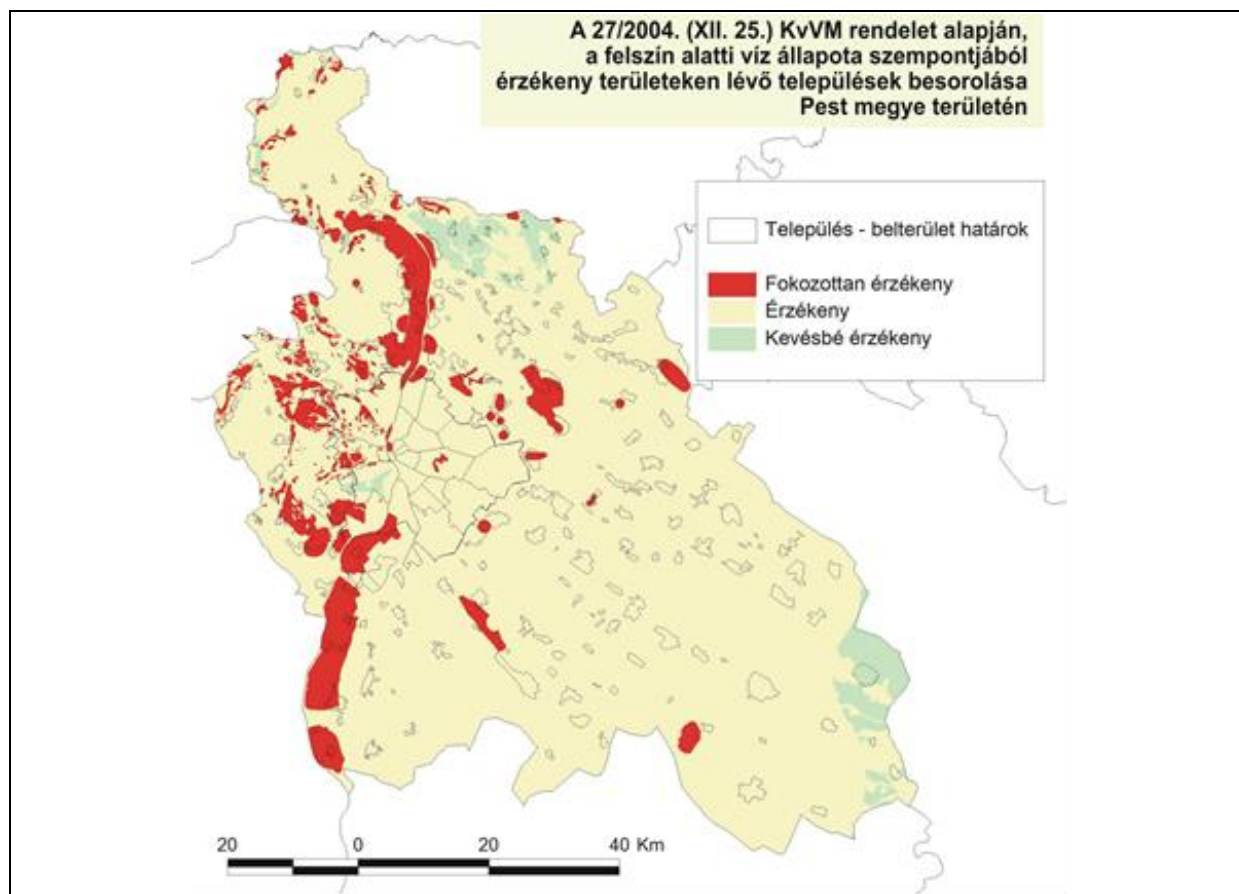 A 27/2004. (XII. 25.) KvVM rendelet alapján,
a felszín alatti víz állapota szempontjából
érzékeny területeken lévő települések besorolása
Pest megye területén
Település - belterület határok
Fokozottan érzékeny
Érzékeny
Kevésbé érzékeny
20 0 20 40 Km